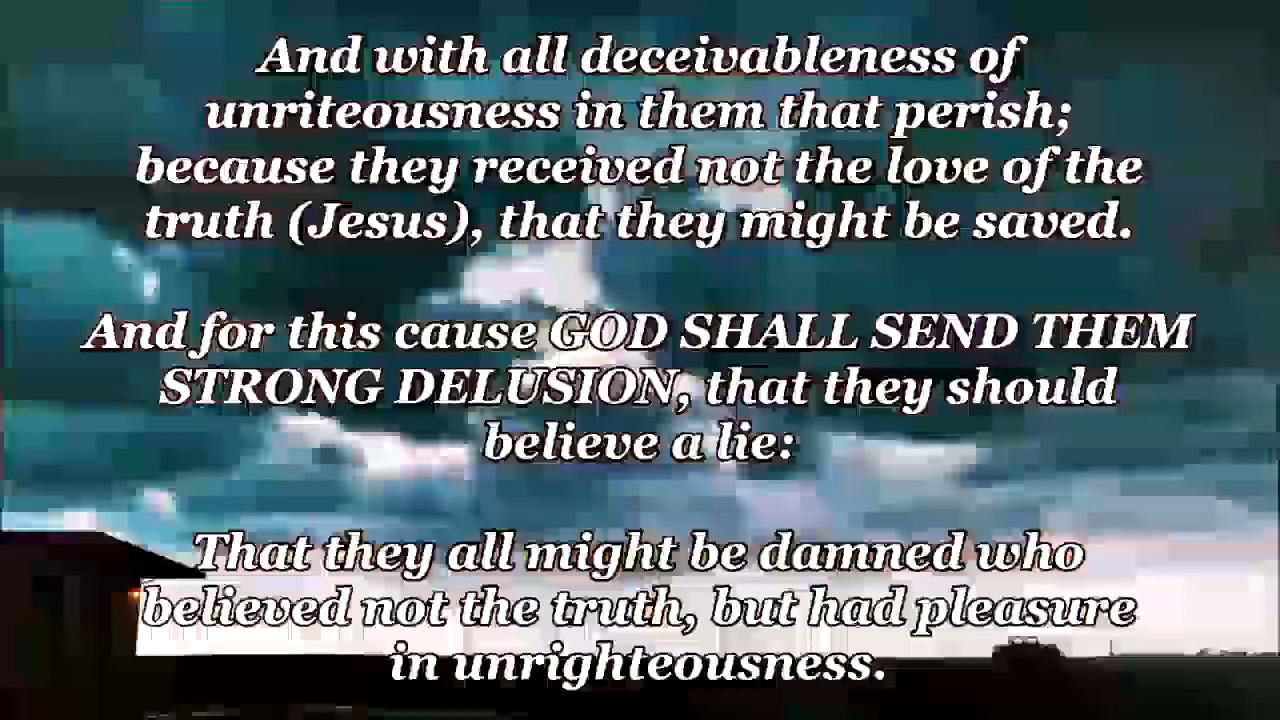 And with all deceivableness of
unriteousness in them that perish;
because they received not the love of the
truth (Jesus), that they might be saved.
And for this cause GOD SHALL SEND THEM
STRONG DELUSION, that they should
believe a lie:
That they all might be damned who
believed not the truth, but had pleasure
in unrighteousness.